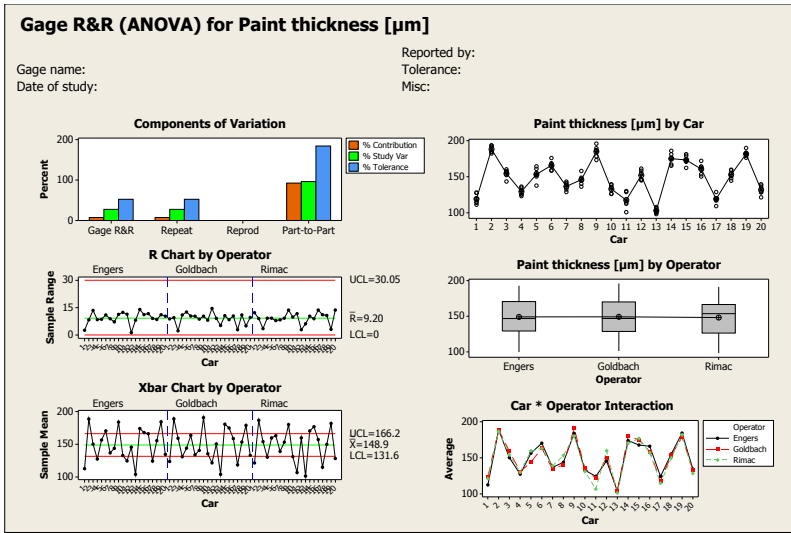 Gage R&R (ANOVA) for Paint thickness [µm]
Gage name:
Date of study:
Reported by:
Tolerance:
Misc:
Components of Variation
200
100
0
Percent
Gage R&R Repeat Reprod Part-to-Part
% Contribution
% Study Var
% Tolerance
R Chart by Operator
Engers Goldbach Rimac
30
15
0
Sample Range
UCL=30.05
R=9.20
LCL=0
Car
Xbar Chart by Operator
Engers Goldbach Rimac
200
150
100
Sample Mean
UCL=166.2
X=148.9
LCL=131.6
Car
Paint thickness [µm] by Car
200
150
100
1 2 3 4 5 6 7 8 9 10 11 12 13 14 15 16 17 18 19 20
Car
Paint thickness [µm] by Operator
200
150
100
Engers Goldbach Rimac
Operator
Car * Operator Interaction
200
150
100
Average
1 2 3 4 5 6 7 8 9 10 11 12 13 14 15 16 17 18 19 20
Car
Operator
Engers
Goldbach
Rimac